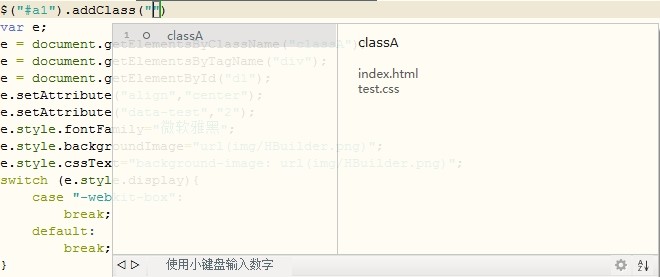 $("#a1").addClass("")
var e;
e = document.getElementsByClassName("classA")
e = document.getElementsByTagName("div");
e = document.getElementById("d1");
e.setAttribute("align","center");
e.setAttribute("data-test","2");
e.style.fontFamily="微软雅黑";
e.style.backgroundImage="url(img/HBuilder.png)";
e.style.cssText="background-image: url(img/HBuilder.png)";
switch (e.style.display){
case "-webkit-box":
break;
default:
break;
}
1 classA
classA
index.html
test.css
使用小键盘输入数字